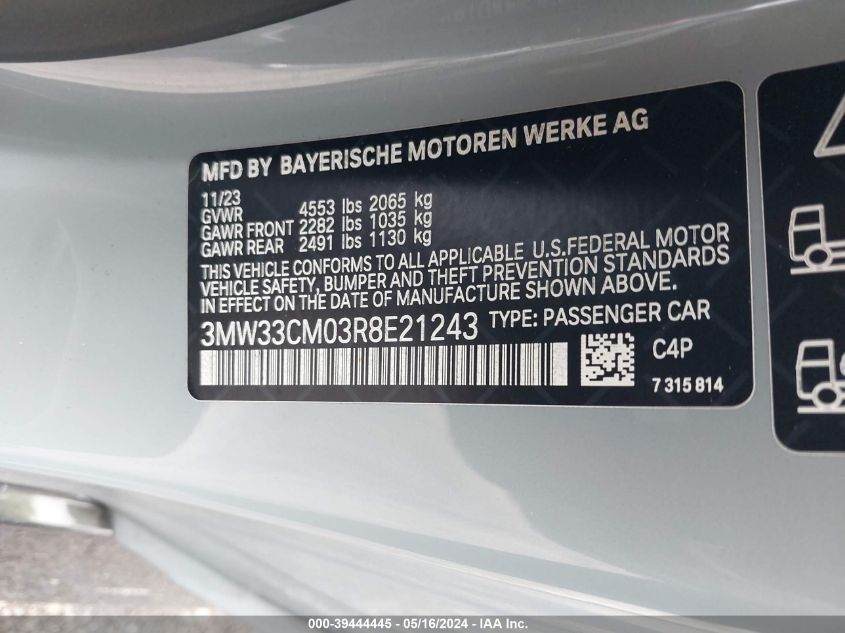 MFD BY BAYERISCHE MOTOREN WERKE AG
11/23
GVWR 4553 lbs 2065 kg
GAWR FRONT 2282 lbs 1035 kg
GAWR REAR 2491 lbs 1130 kg
THIS VEHICLE CONFORMS TO ALL APPLICABLE U.S.FEDERAL MOTOR
VEHICLE SAFETY, BUMPER AND THEFT PREVENTION STANDARDS
IN EFFECT ON THE DATE OF MANUFACTURE SHOWN ABOVE.
3MW33CM03R8E21243 TYPE: PASSENGER CAR
C4P
7 315 814
000-39444445 - 05/16/2024 - IAA Inc.